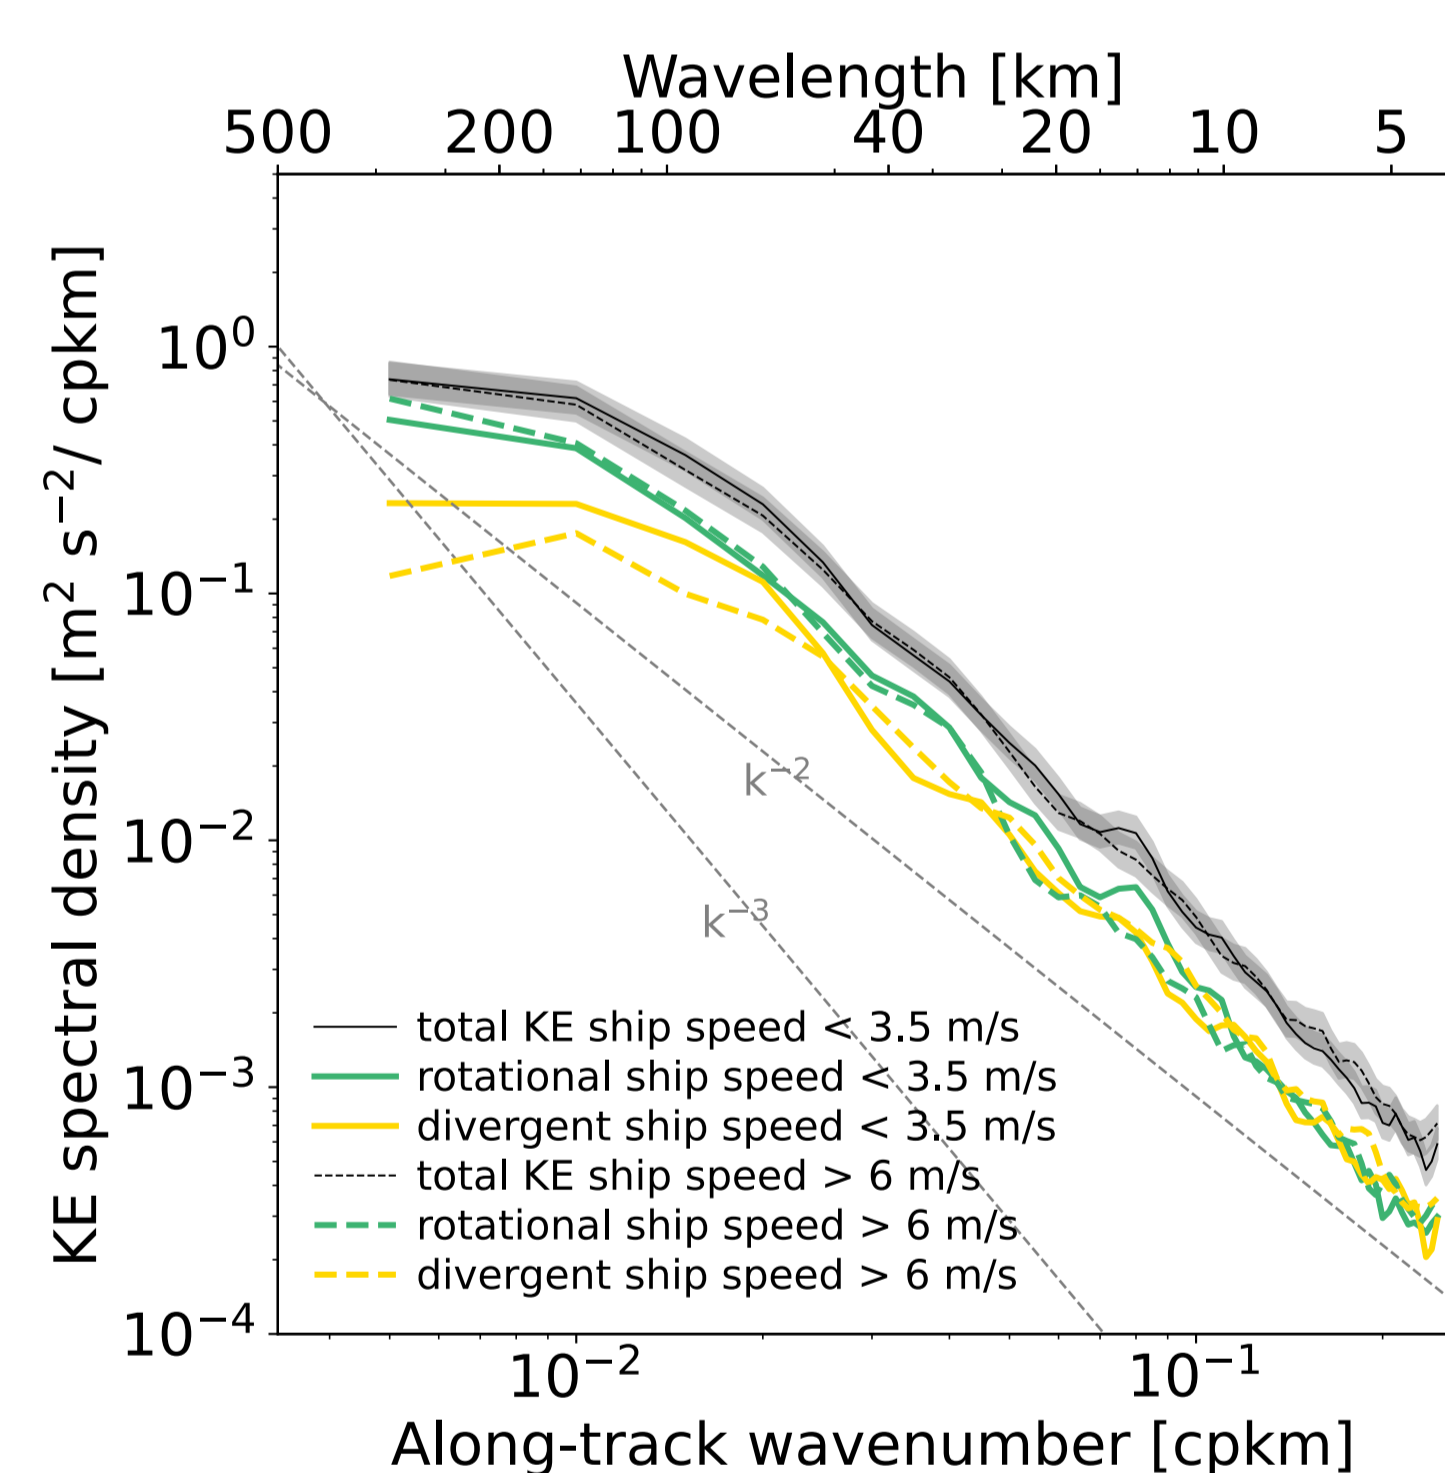 Wavelength [km]
500 200 100 40 20 10 5
KE spectral density [m² s⁻²/ cpkm]
10⁰
10⁻¹
10⁻²
10⁻³
10⁻⁴
k⁻²
k⁻³
total KE ship speed < 3.5 m/s
rotational ship speed < 3.5 m/s
divergent ship speed < 3.5 m/s
total KE ship speed > 6 m/s
rotational ship speed > 6 m/s
divergent ship speed > 6 m/s
10⁻² 10⁻¹
Along-track wavenumber [cpkm]